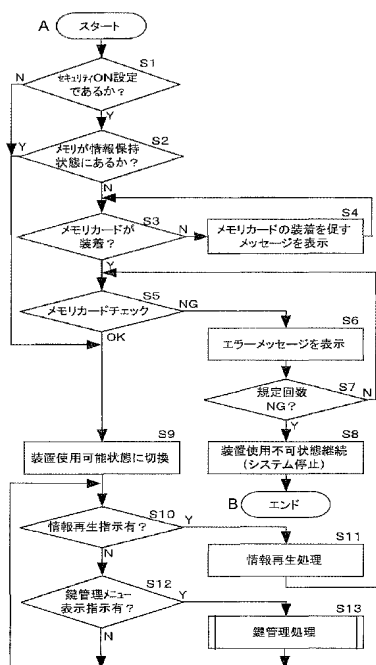 A スタート
S1
セキュリティON設定
であるか？
N
Y
S2
メモリが情報保持
状態にあるか？
Y
N
S3
メモリカードが
装着？
N
Y
S4
メモリカードの装着を促す
メッセージを表示
S5
メモリカードチェック
NG
OK
S6
エラーメッセージを表示
S7
規定回数
NG？
N
Y
S8
装置使用不可状態継続
(システム停止)
S9
装置使用可能状態に切換
B エンド
S10
情報再生指示有？
Y
N
S11
情報再生処理
S12
鍵管理メニュー
表示指示有？
Y
N
S13
鍵管理処理